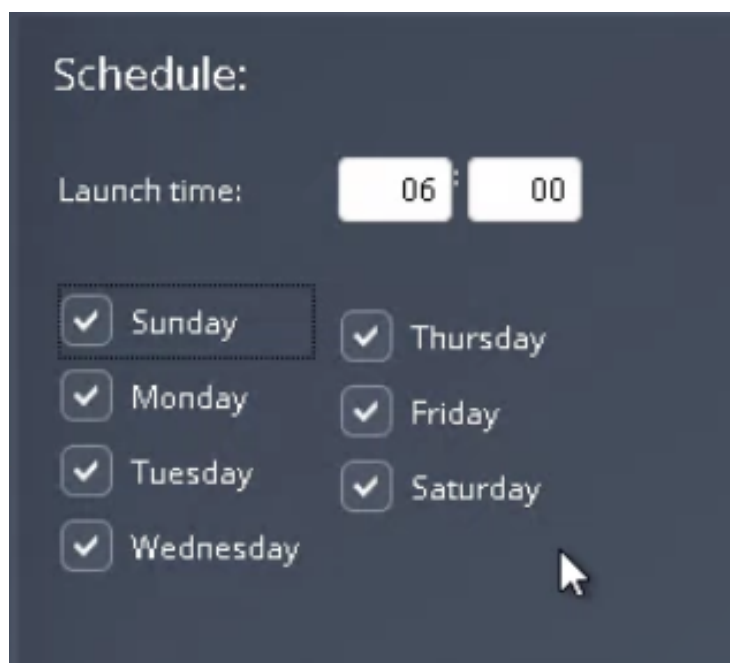 Schedule:
Launch time: 06 : 00
Sunday
Monday
Tuesday
Wednesday
Thursday
Friday
Saturday